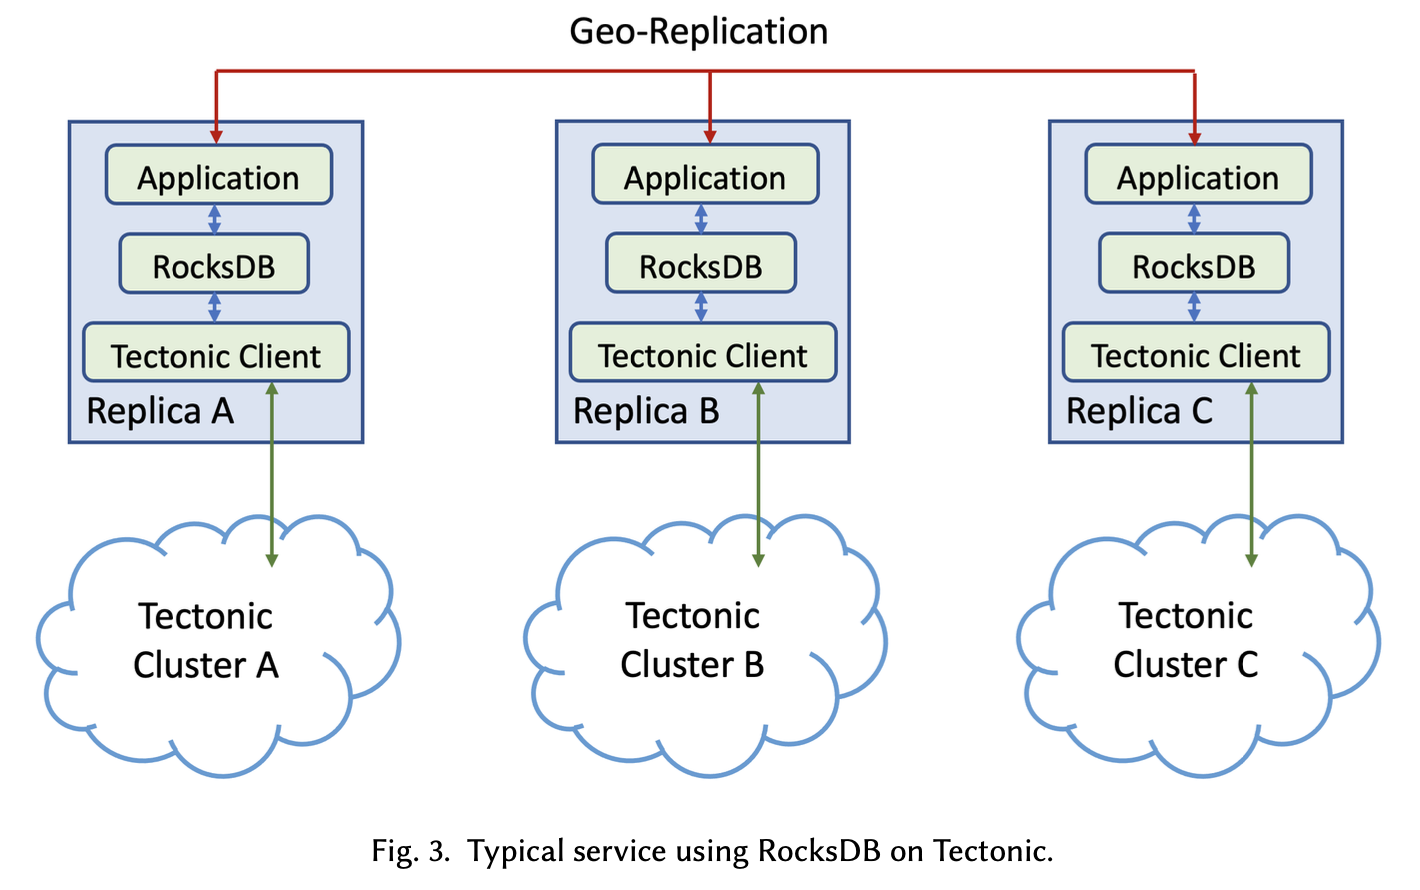 Geo-Replication
Application
RocksDB
Tectonic Client
Replica A
Application
RocksDB
Tectonic Client
Replica B
Application
RocksDB
Tectonic Client
Replica C
Tectonic
Cluster A
Tectonic
Cluster B
Tectonic
Cluster C
Fig. 3. Typical service using RocksDB on Tectonic.